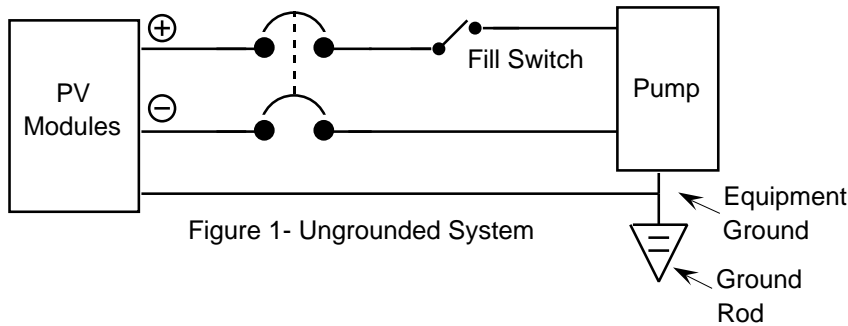 ⊕
PV
Modules
⊖
Fill Switch
Pump
Equipment
Ground
Figure 1- Ungrounded System
Ground
Rod